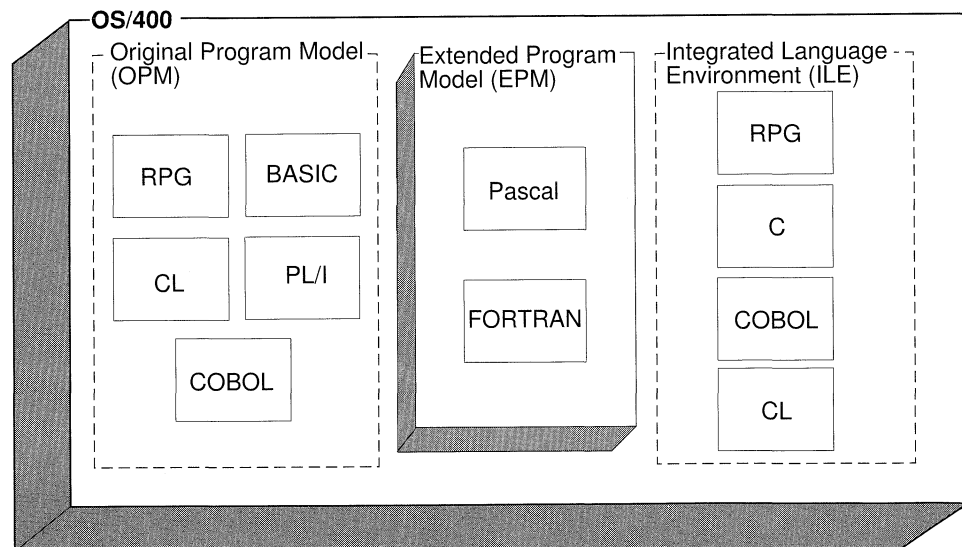 OS/400
Original Program Model
(OPM)
RPG
BASIC
CL
PL/I
COBOL
Extended Program
Model (EPM)
Pascal
FORTRAN
Integrated Language
Environment (ILE)
RPG
C
COBOL
CL